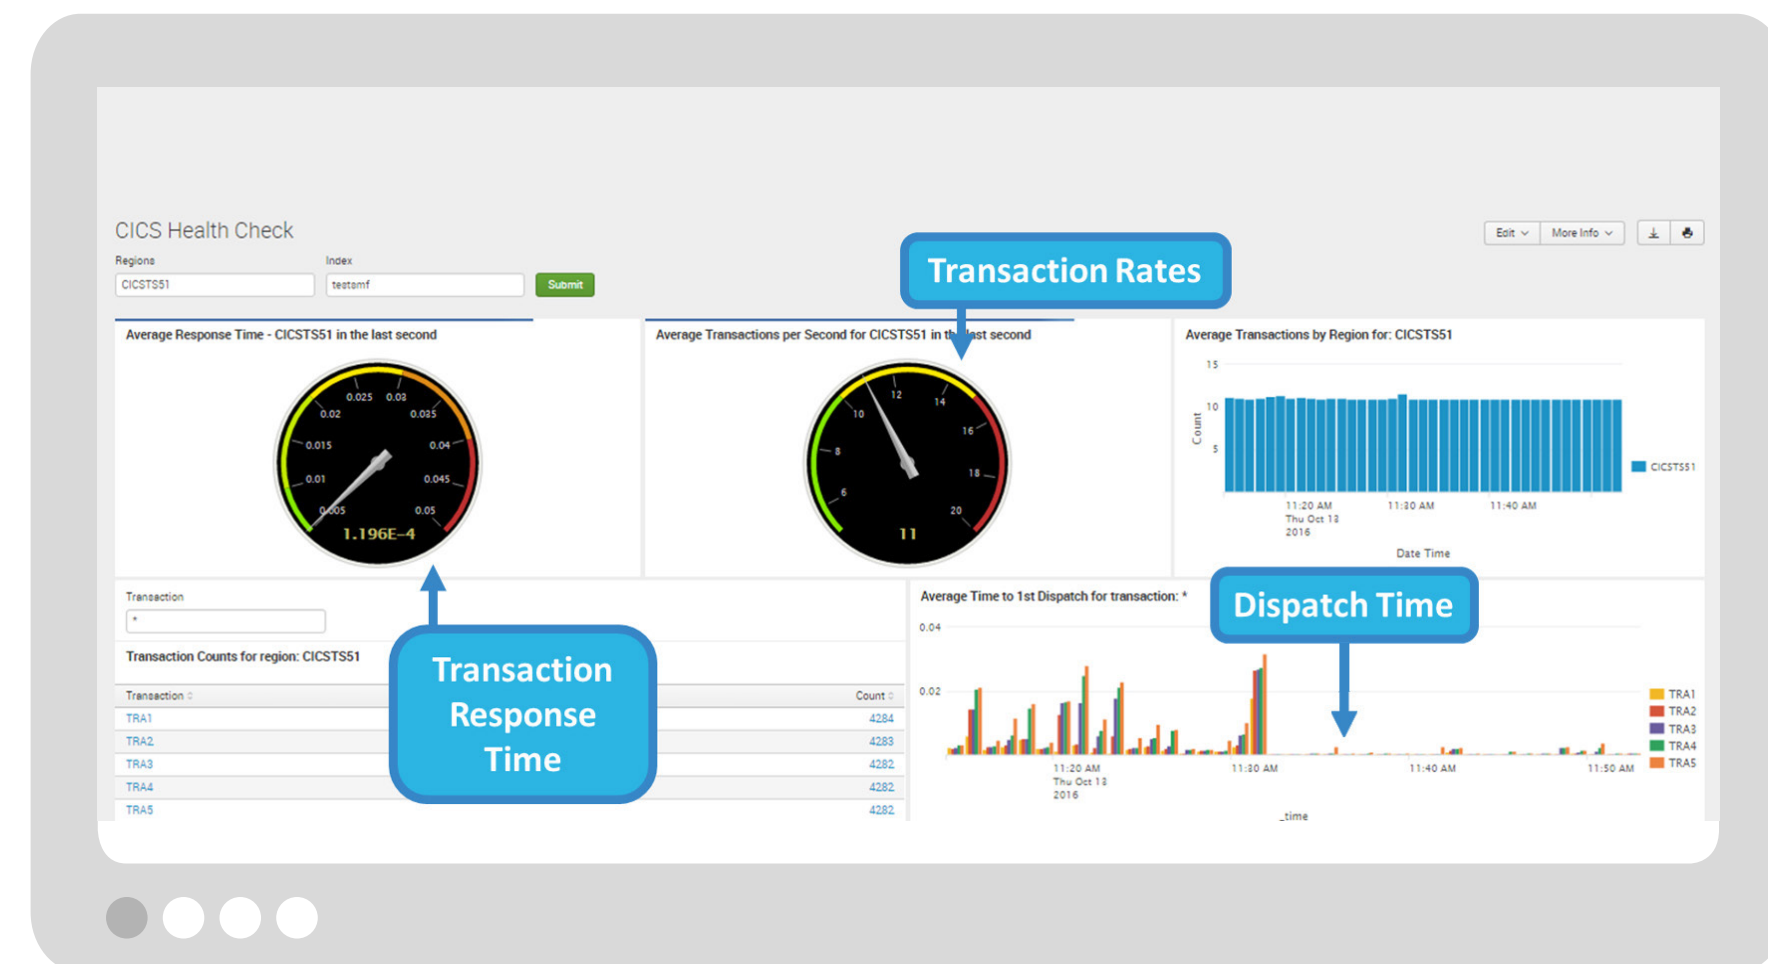 CICS Health Check
Edit
More Info
Regions
Index
CICSTS51
testsmf
Submit
Transaction Rates
Average Response Time - CICSTS51 in the last second
Average Transactions per Second for CICSTS51 in the last second
Average Transactions by Region for: CICSTS51
0.005
0.01
0.015
0.02
0.025
0.03
0.035
0.04
0.045
0.05
1.196E-4
6
8
10
12
14
16
18
20
11
15
10
5
Count
CICSTS51
11:20 AM
Thu Oct 13
2016
11:30 AM
11:40 AM
Date Time
Transaction
*
Transaction Counts for region: CICSTS51
Transaction
Count
TRA1 4284
TRA2 4283
TRA3 4282
TRA4 4282
TRA5 4282
Transaction
Response
Time
Average Time to 1st Dispatch for transaction: *
Dispatch Time
0.04
0.02
TRA1
TRA2
TRA3
TRA4
TRA5
11:20 AM
Thu Oct 13
2016
11:30 AM
11:40 AM
11:50 AM
_time